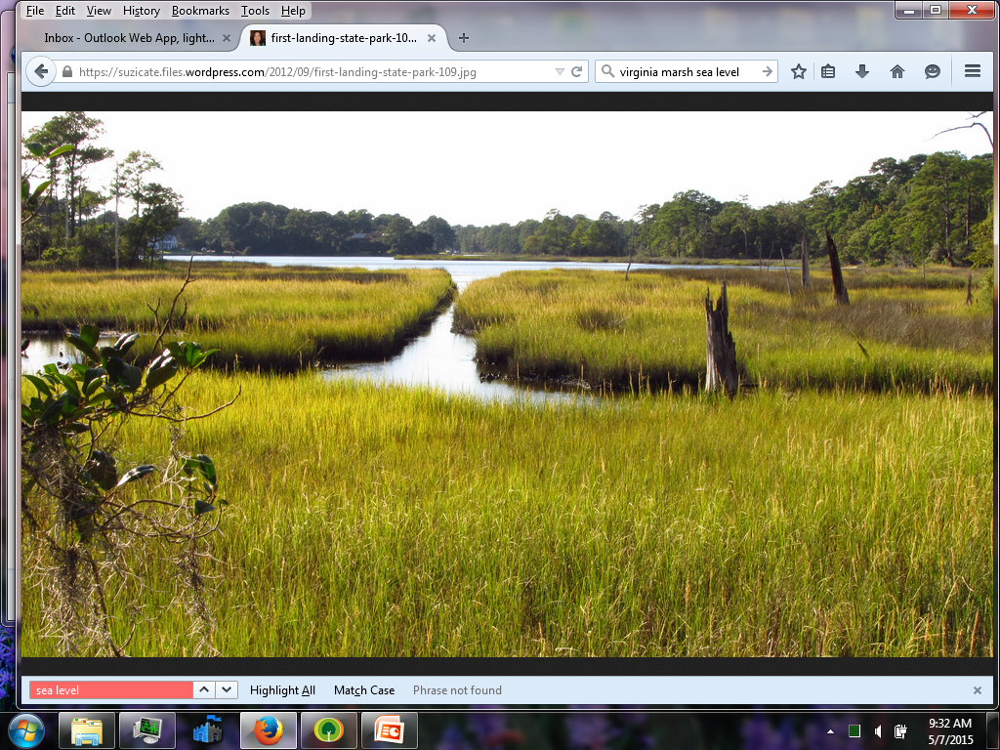 File Edit View History Bookmarks Tools Help
Inbox - Outlook Web App, light... first-landing-state-park-10...
https://suzicate.files.wordpress.com/2012/09/first-landing-state-park-109.jpg virginia marsh sea level
sea level Highlight All Match Case Phrase not found
9:32 AM
5/7/2015